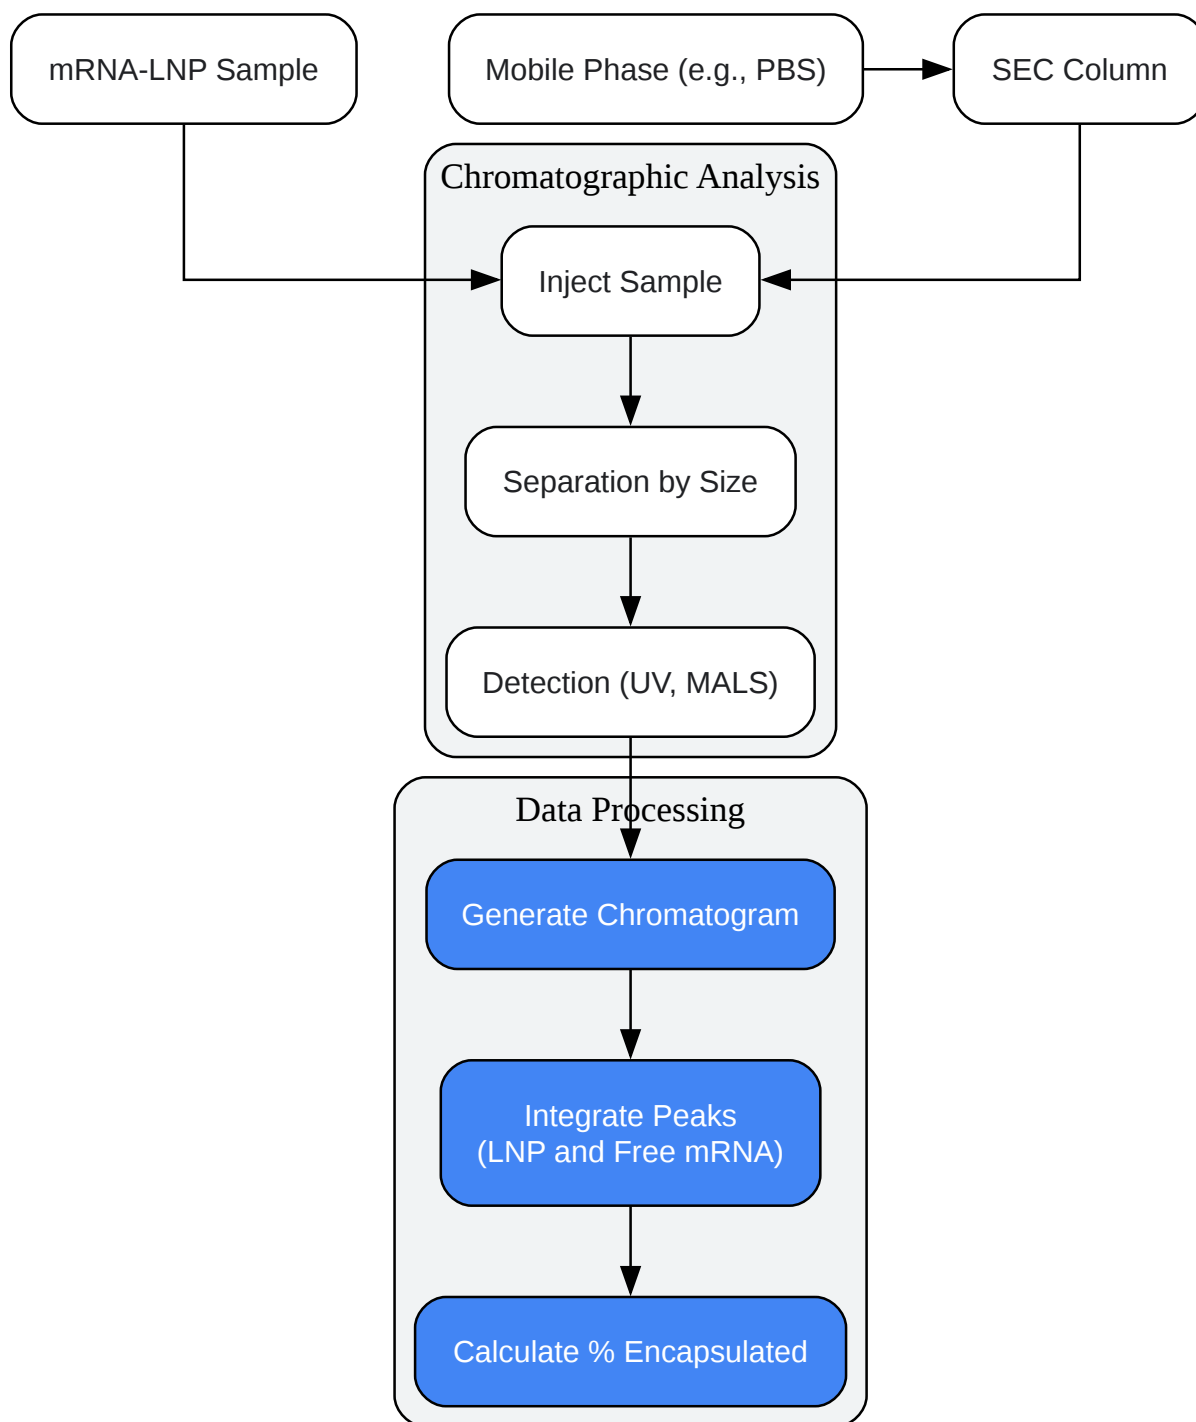 mRNA-LNP Sample
Mobile Phase (e.g., PBS)
SEC Column
Chromatographic Analysis
Inject Sample
Separation by Size
Detection (UV, MALS)
Data Processing
Generate Chromatogram
Integrate Peaks
(LNP and Free mRNA)
Calculate % Encapsulated